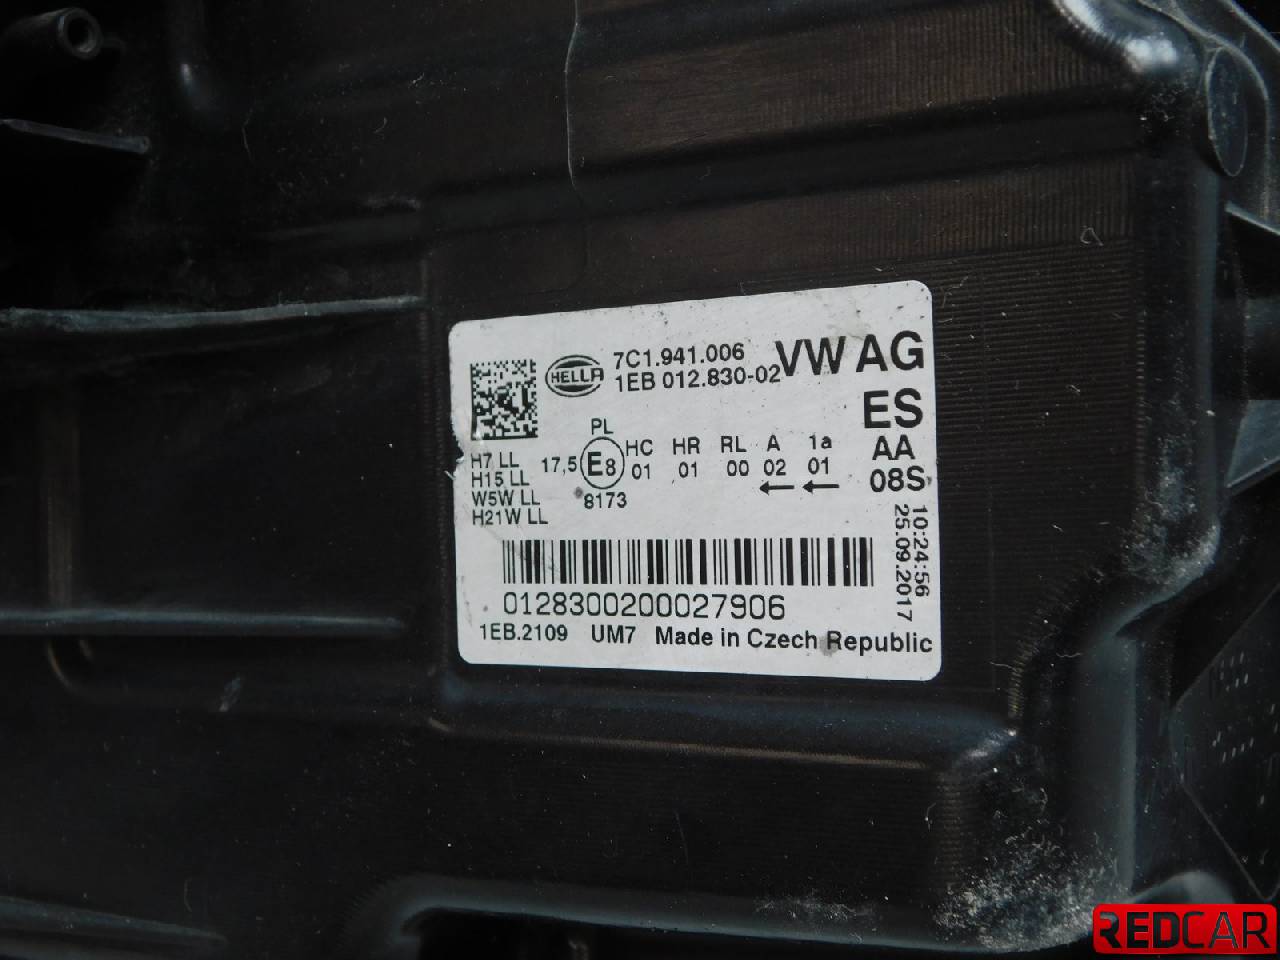 HELLA
7C1.941.006
1EB 012.830-02
VW AG
ES
AA
08S
PL
17,5 E8
8173
HC HR RL A 1a
01 01 00 02 01
← ←
H7 LL
H15 LL
W5W LL
H21W LL
10:24:56
25.09.2017
0128300200027906
1EB.2109 UM7 Made in Czech Republic
REDCAR